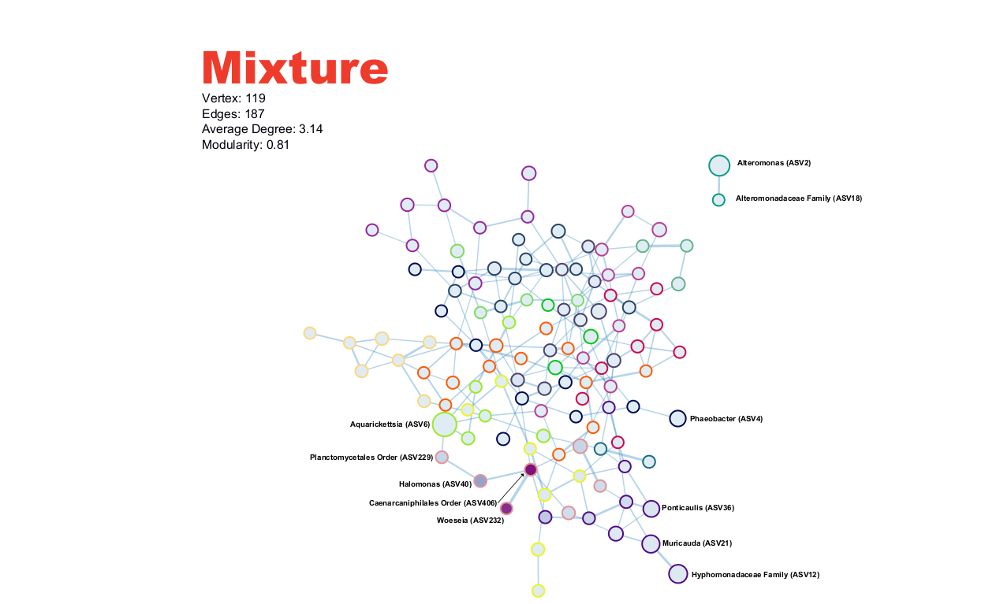 Mixture
Vertex: 119
Edges: 187
Average Degree: 3.14
Modularity: 0.81
Alteromonas (ASV2)
Alteromonadaceae Family (ASV18)
Phaeobacter (ASV4)
Aquarickettsia (ASV6)
Planctomycetales Order (ASV229)
Halomonas (ASV40)
Caenarcaniphilales Order (ASV406)
Woeseia (ASV232)
Ponticaulis (ASV36)
Muricauda (ASV21)
Hyphomonadaceae Family (ASV12)